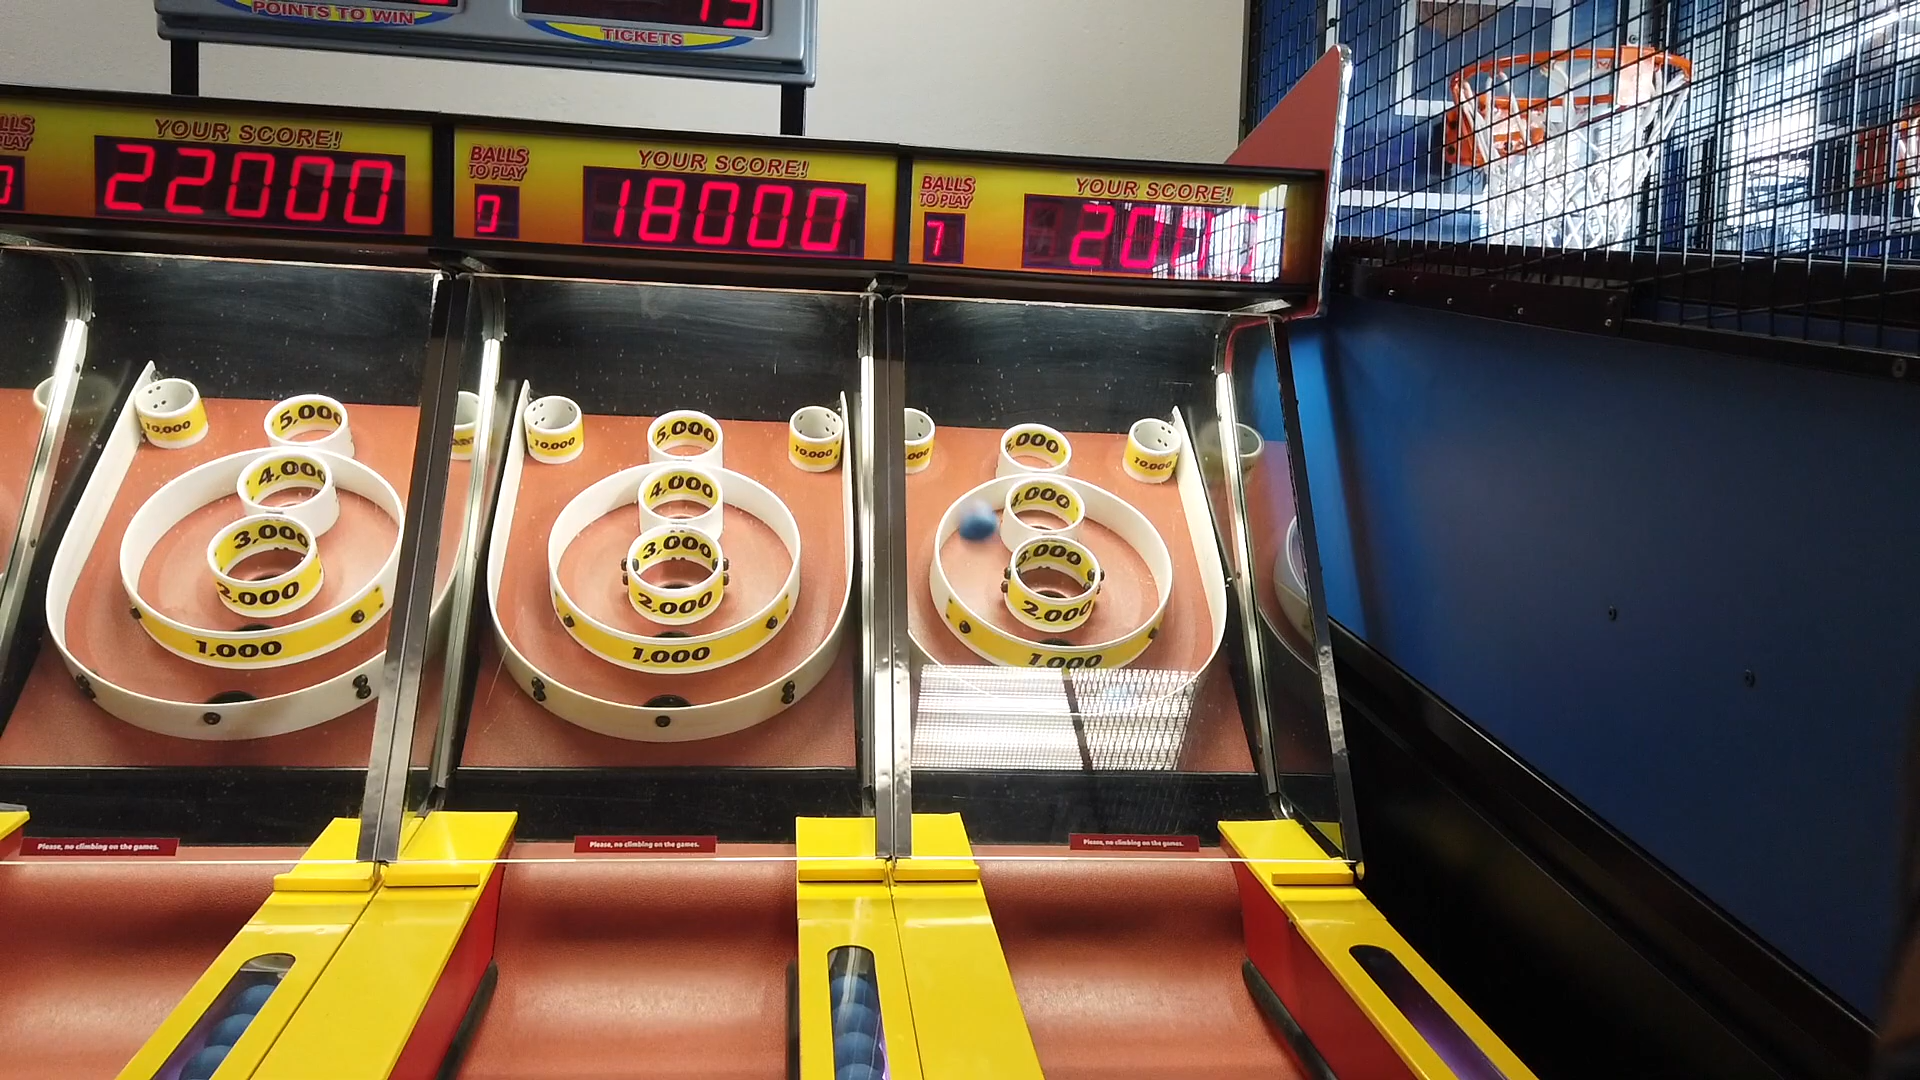 POINTS TO WIN
TICKETS
YOUR SCORE!
22000
BALLS
TO PLAY
0
YOUR SCORE!
18000
BALLS
TO PLAY
7
YOUR SCORE!
10,000
5,000
4,000
3,000
2,000
1,000
10,000
5,000
10,000
4,000
3,000
2,000
1,000
10,000
4,000
2,000
1,000
Please, no climbing on the games.
Please, no climbing on the games.
Please, no climbing on the games.